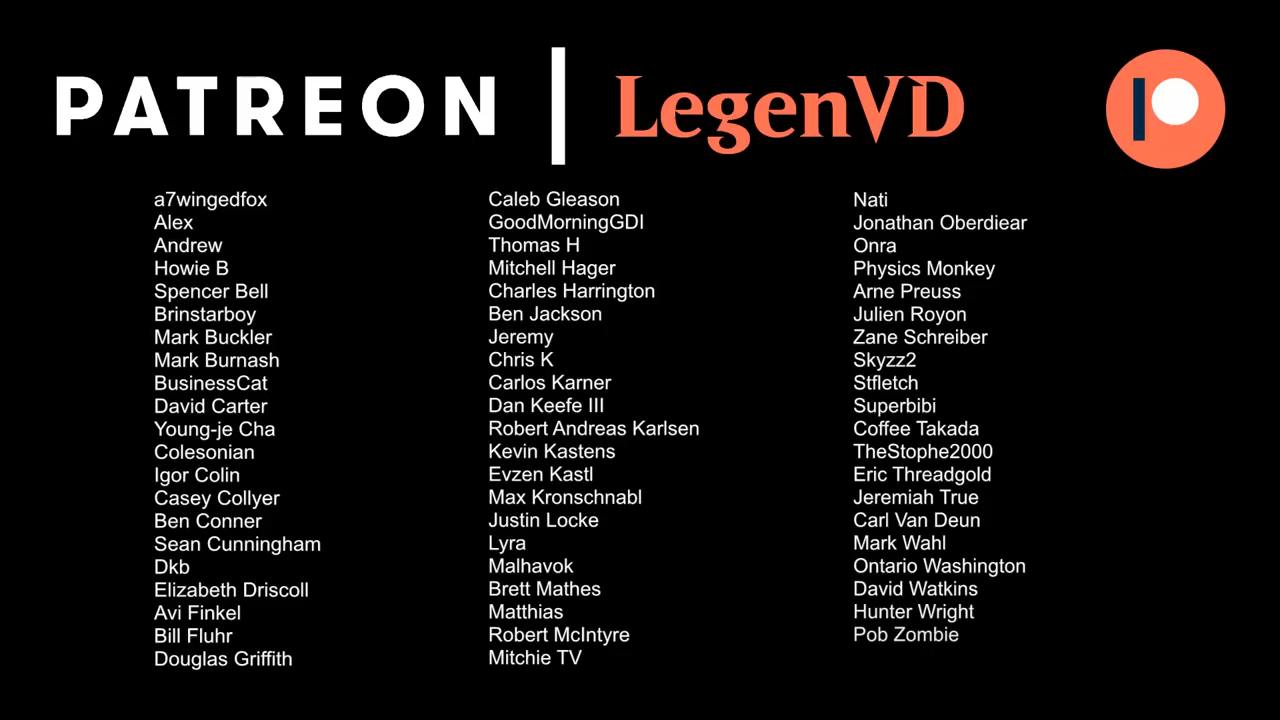 PATREON | LegenVD
a7wingedfox
Alex
Andrew
Howie B
Spencer Bell
Brinstarboy
Mark Buckler
Mark Burnash
BusinessCat
David Carter
Young-je Cha
Colesonian
Igor Colin
Casey Collyer
Ben Conner
Sean Cunningham
Dkb
Elizabeth Driscoll
Avi Finkel
Bill Fluhr
Douglas Griffith
Caleb Gleason
GoodMorningGDI
Thomas H
Mitchell Hager
Charles Harrington
Ben Jackson
Jeremy
Chris K
Carlos Karner
Dan Keefe III
Robert Andreas Karlsen
Kevin Kastens
Evzen Kastl
Max Kronschnabl
Justin Locke
Lyra
Malhavok
Brett Mathes
Matthias
Robert McIntyre
Mitchie TV
Nati
Jonathan Oberdiear
Onra
Physics Monkey
Arne Preuss
Julien Royon
Zane Schreiber
Skyzz2
Stfletch
Superbibi
Coffee Takada
TheStophe2000
Eric Threadgold
Jeremiah True
Carl Van Deun
Mark Wahl
Ontario Washington
David Watkins
Hunter Wright
Pob Zombie